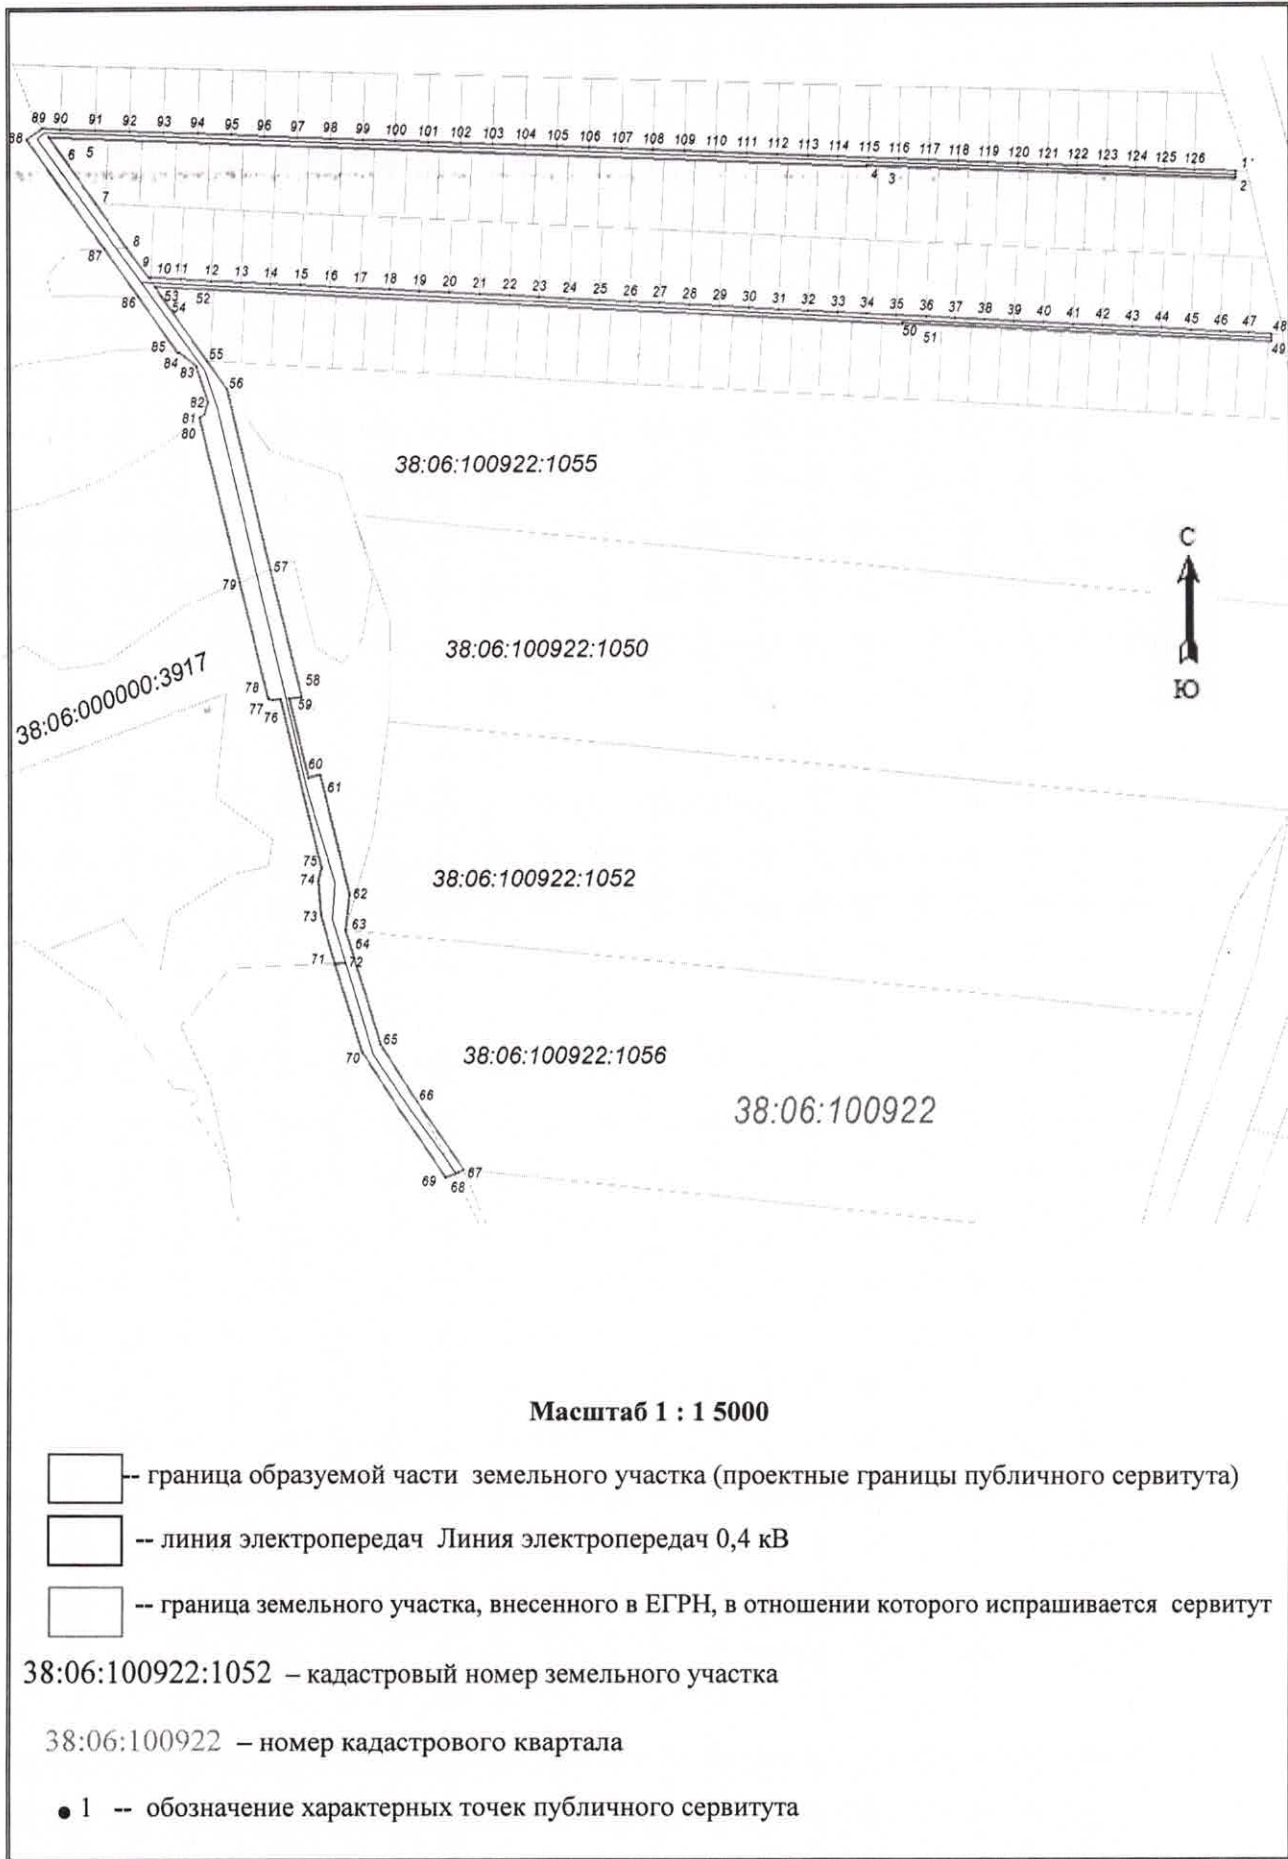 89 90 91 92 93 94 95 96 97 98 99 100 101 102 103 104 105 106 107 108 109 110 111 112 113 114 115 116 117 118 119 120 121 122 123 124 125 126 1
88 6 5 4 3 2
7
8
87
9 10 11 12 13 14 15 16 17 18 19 20 21 22 23 24 25 26 27 28 29 30 31 32 33 34 35 36 37 38 39 40 41 42 43 44 45 46 47 48
86 53 52 50 49
54 51
85
84 55
83
56
82
81
80
38:06:100922:1055
С
57
79
38:06:100922:1050
38:06:000000:3917
78 58
77 59
76
Ю
60
61
75
74
38:06:100922:1052
62
73
63
64
71 72
65
70
38:06:100922:1056
66
38:06:100922
67
69 68
Масштаб 1 : 1 5000
-- граница образуемой части земельного участка (проектные границы публичного сервитута)
-- линия электропередач Линия электропередач 0,4 кВ
-- граница земельного участка, внесенного в ЕГРН, в отношении которого испрашивается сервитут
38:06:100922:1052 – кадастровый номер земельного участка
38:06:100922 – номер кадастрового квартала
● 1 -- обозначение характерных точек публичного сервитута